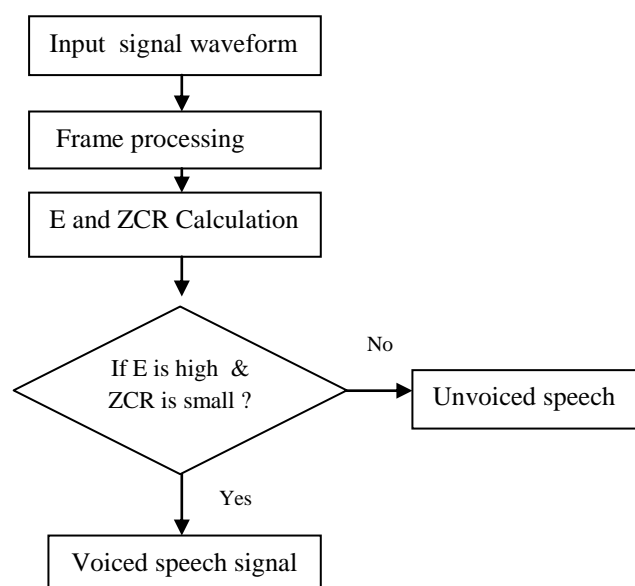 Input signal waveform
Frame processing
E and ZCR Calculation
If E is high &
ZCR is small ?
No
Unvoiced speech
Yes
Voiced speech signal